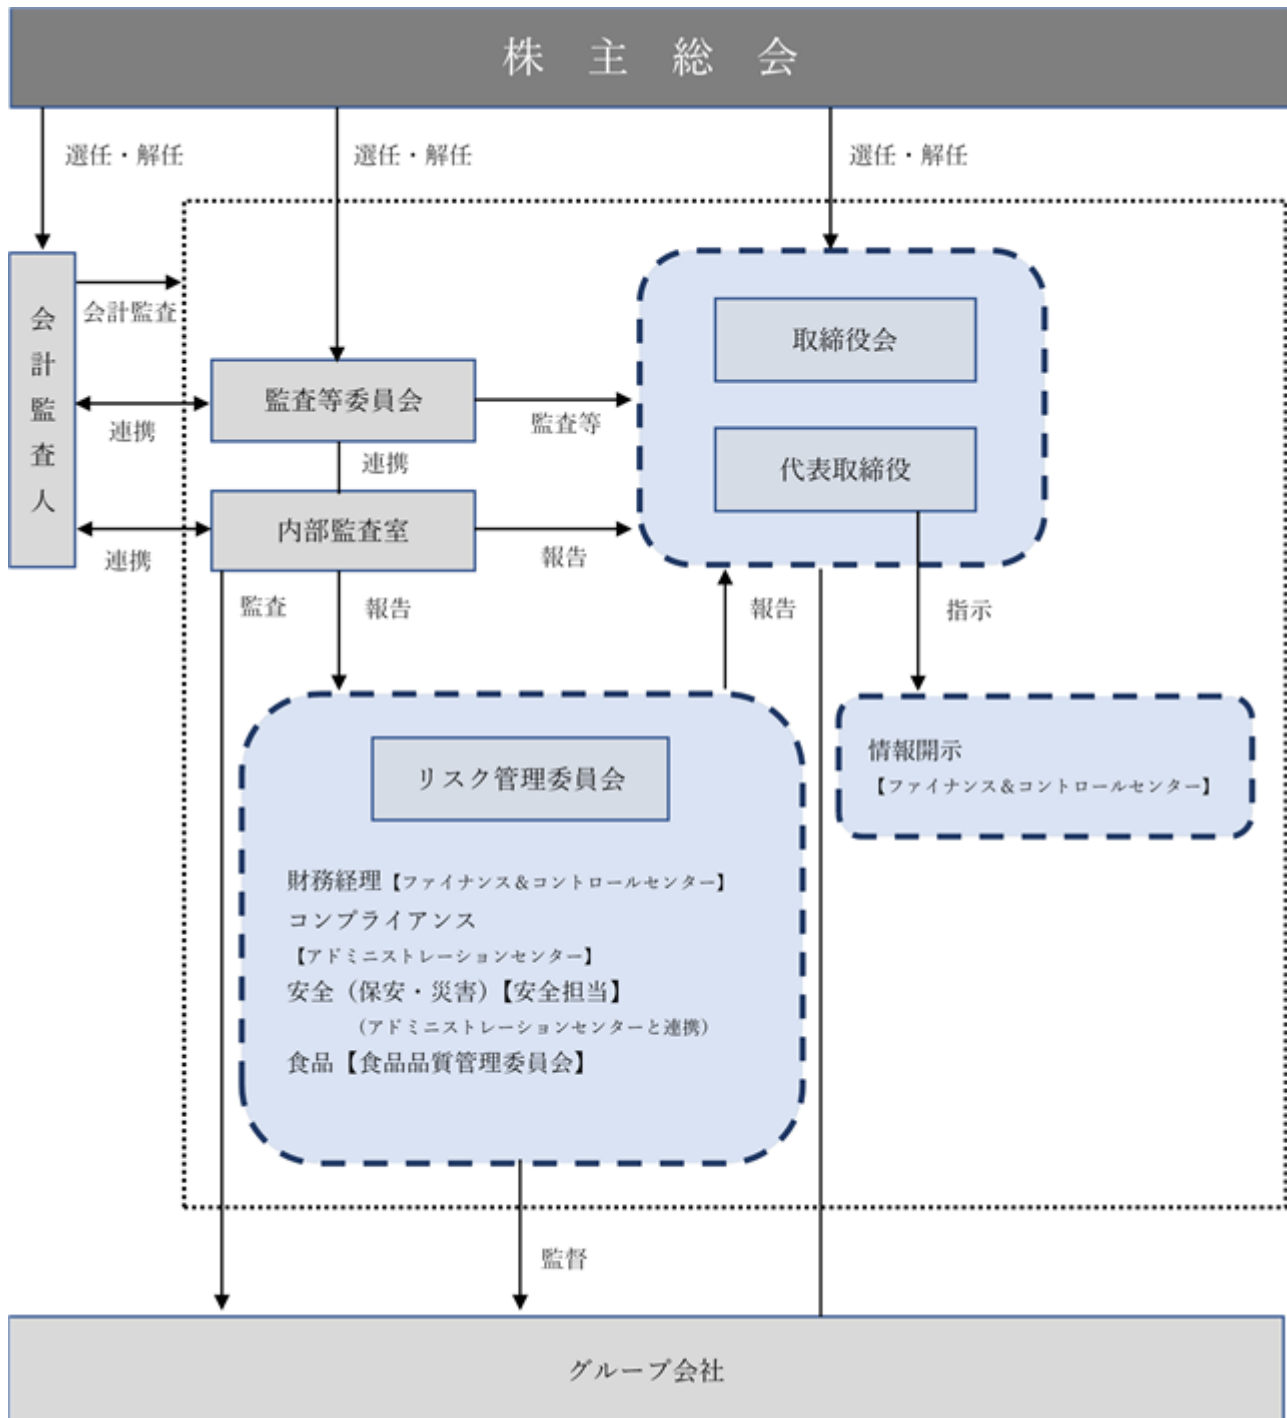 株主総会
選任・解任
選任・解任
選任・解任
会計監査人
会計監査
取締役会
監査等委員会
監査等
連携
連携
代表取締役
内部監査室
報告
連携
監査
報告
報告
指示
リスク管理委員会
情報開示
【ファイナンス＆コントロールセンター】
財務経理【ファイナンス＆コントロールセンター】
コンプライアンス
【アドミニストレーションセンター】
安全（保安・災害）【安全担当】
（アドミニストレーションセンターと連携）
食品【食品品質管理委員会】
監督
グループ会社